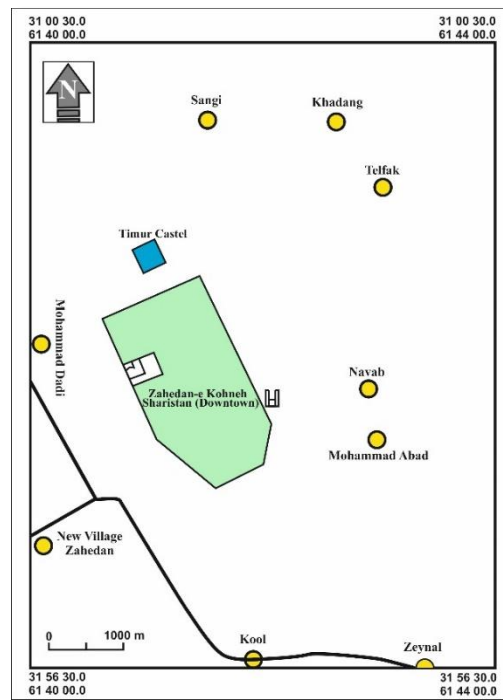 31 00 30.0
61 40 00.0
31 00 30.0
61 44 00.0
N
Sangi
Khadang
Telfak
Timur Castel
Mohammad Dadi
Navab
Zahedan-e Kohneh
Sharistan (Downtown)
Mohammad Abad
New Village
Zahedan
0 1000 m
Kool
Zeynal
31 56 30.0
61 40 00.0
31 56 30.0
61 44 00.0